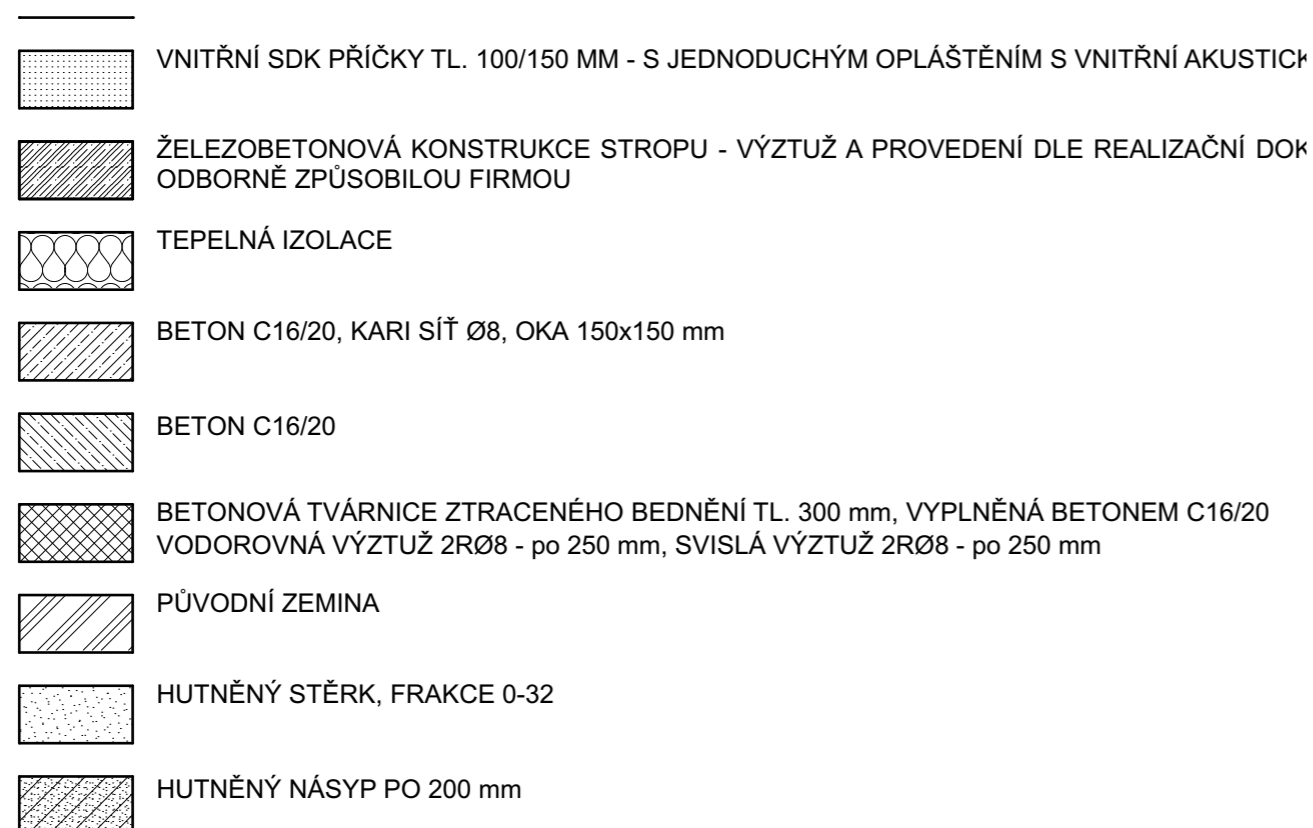 VNITŘNÍ SDK PŘÍČKY TL. 100/150 MM - S JEDNODUCHÝM OPLÁŠTĚNÍM S VNITŘNÍ
ŽELEZOBETONOVÁ KONSTRUKCE STROPU - VÝZTUŽ A PROVEDENÍ DLE REALIZAČNÍ
ODBORNĚ ZPŮSOBILOU FIRMOU
TEPELNÁ IZOLACE
BETON C16/20, KARI SÍŤ Ø8, OKA 150x150 mm
BETON C16/20
BETONOVÁ TVÁRNICE ZTRACENÉHO BEDNĚNÍ TL. 300 mm, VYPLNĚNÁ BETONEM C16/20
VODOROVNÁ VÝZTUŽ 2RØ8 - po 250 mm, SVISLÁ VÝZTUŽ 2RØ8 - po 250 mm
PŮVODNÍ ZEMINA
HUTNĚNÝ STĚRK, FRAKCE 0-32
HUTNĚNÝ NÁSYP PO 200 mm